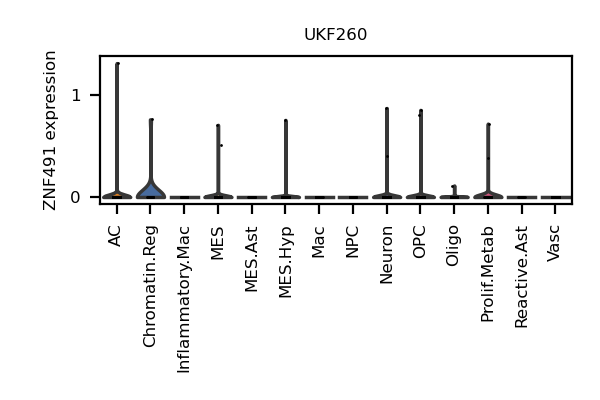 UKF260
ZNF491 expression
1
0
AC
Chromatin.Reg
Inflammatory.Mac
MES
MES.Ast
MES.Hyp
Mac
NPC
Neuron
OPC
Oligo
Prolif.Metab
Reactive.Ast
Vasc